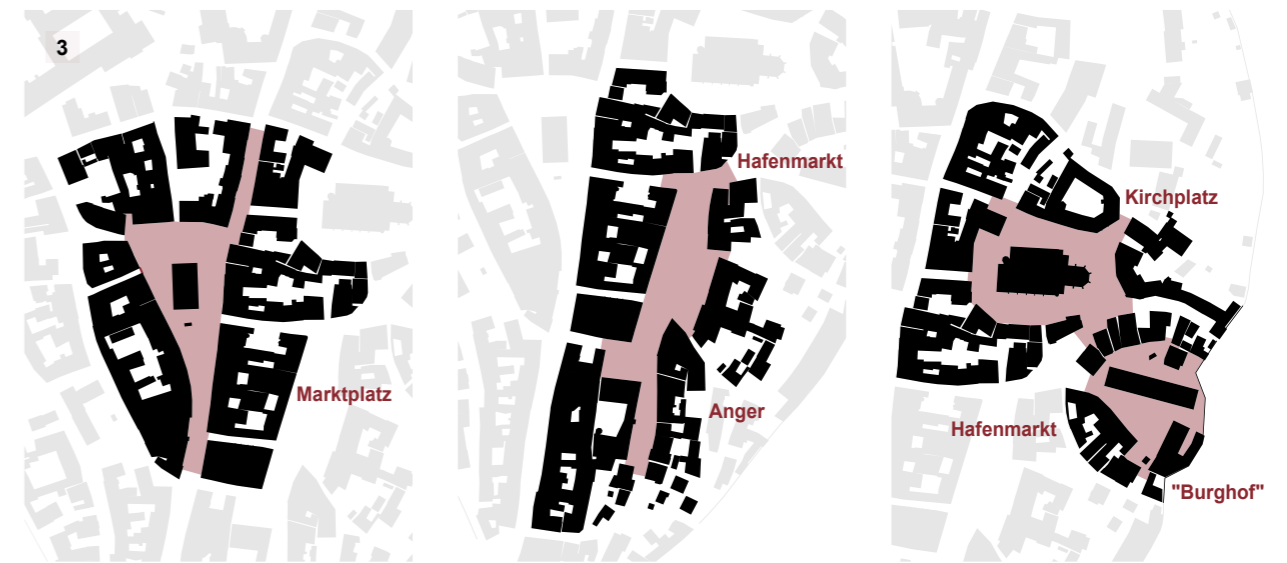 3
Marktplatz
Hafenmarkt
Anger
Kirchplatz
Hafenmarkt
"Burghof"